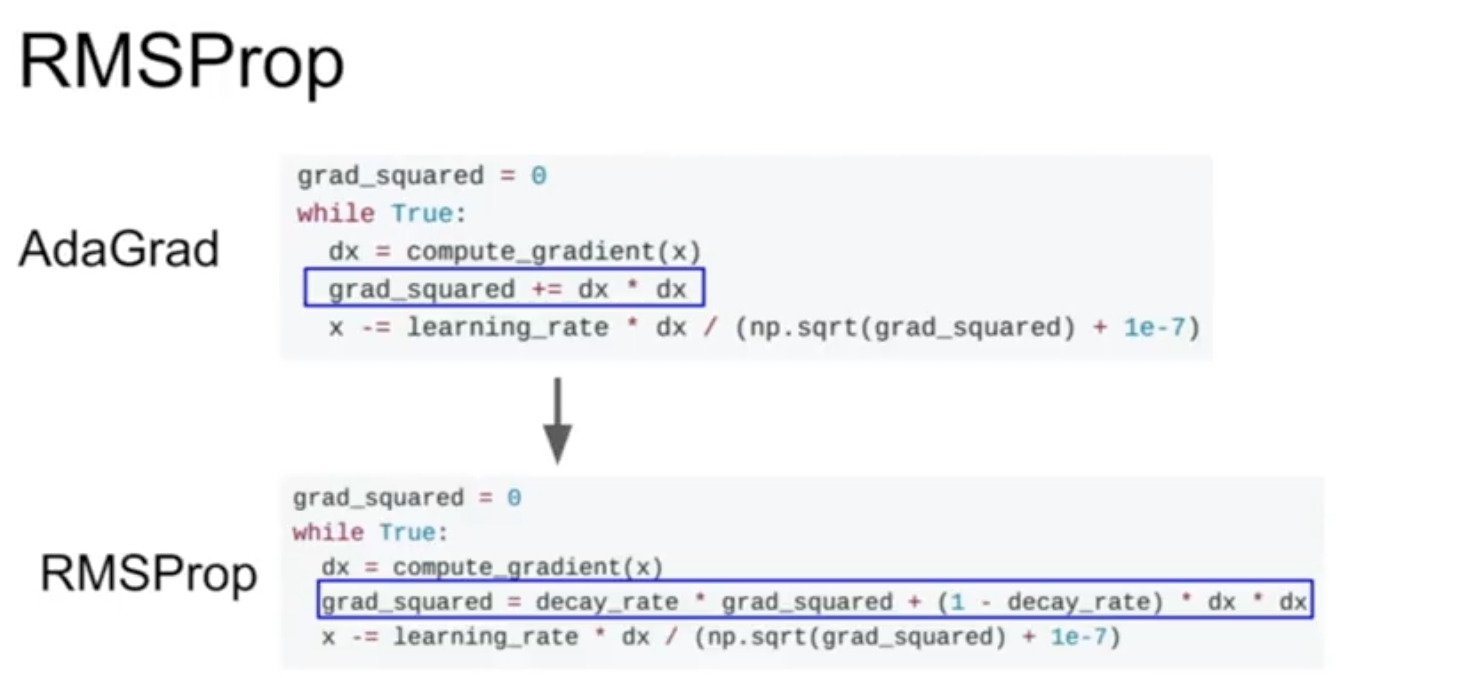 RMSProp
AdaGrad
grad_squared = 0
while True:
dx = compute_gradient(x)
grad_squared += dx * dx
x -= learning_rate * dx / (np.sqrt(grad_squared) + 1e-7)
RMSProp
grad_squared = 0
while True:
dx = compute_gradient(x)
grad_squared = decay_rate * grad_squared + (1 - decay_rate) * dx * dx
x -= learning_rate * dx / (np.sqrt(grad_squared) + 1e-7)